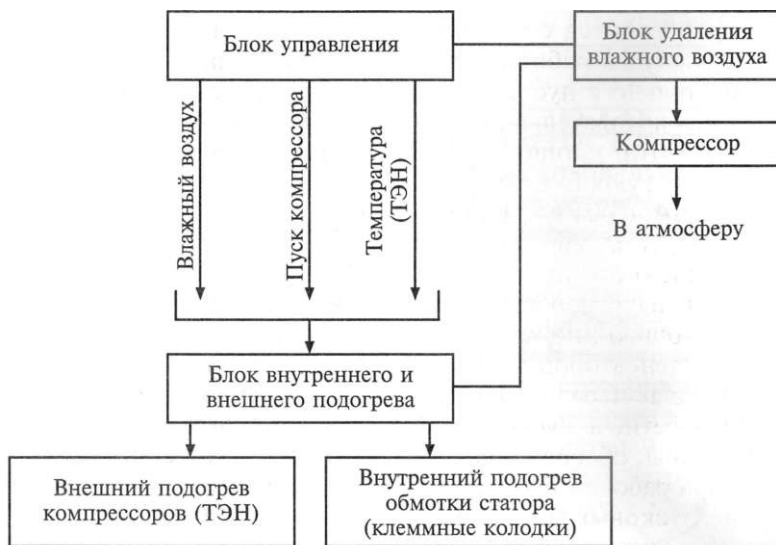 Блок управления
Блок удаления
влажного воздуха
Влажный воздух
Пуск компрессора
Температура
(ТЭН)
Компрессор
В атмосферу
Блок внутреннего и
внешнего подогрева
Внешний подогрев
компрессоров (ТЭН)
Внутренний подогрев
обмотки статора
(клеммные колодки)